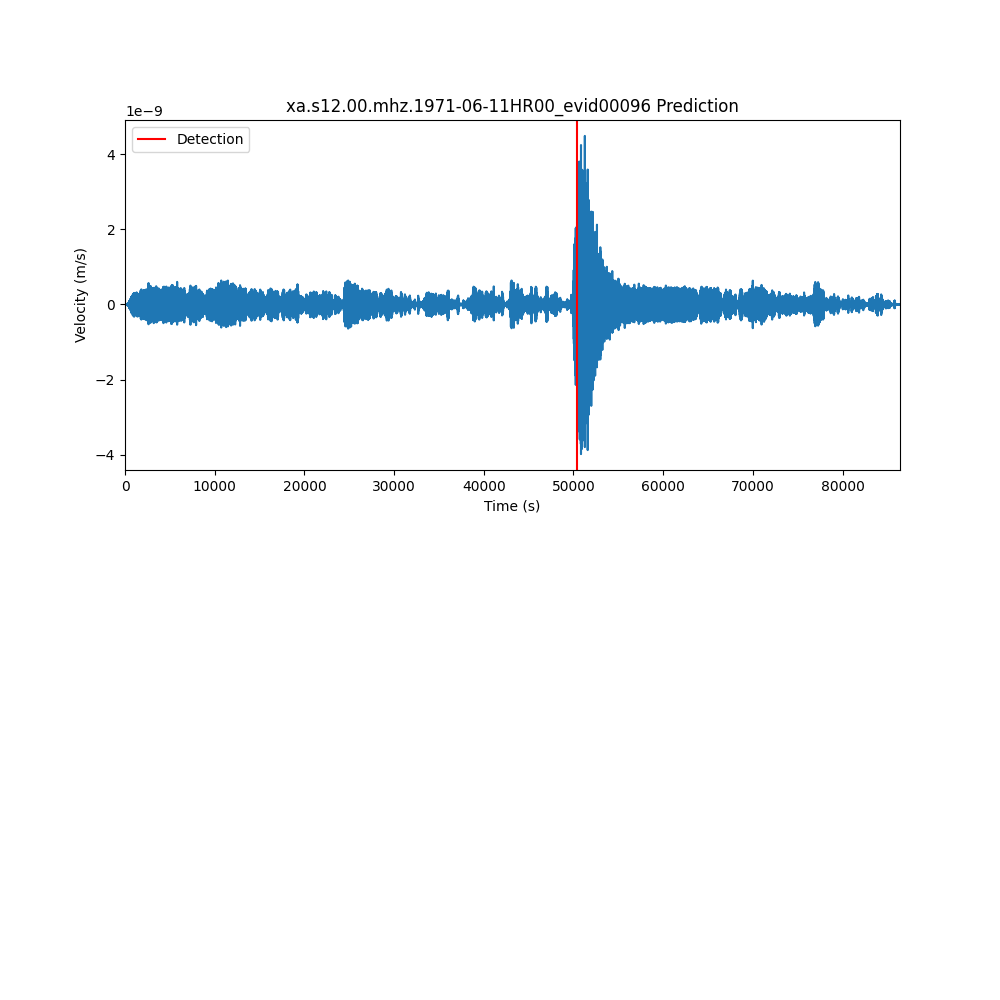 xa.s12.00.mhz.1971-06-11HR00_evid00096 Prediction
1e−9
Detection
4
2
0
−2
−4
Velocity (m/s)
0 10000 20000 30000 40000 50000 60000 70000 80000
Time (s)